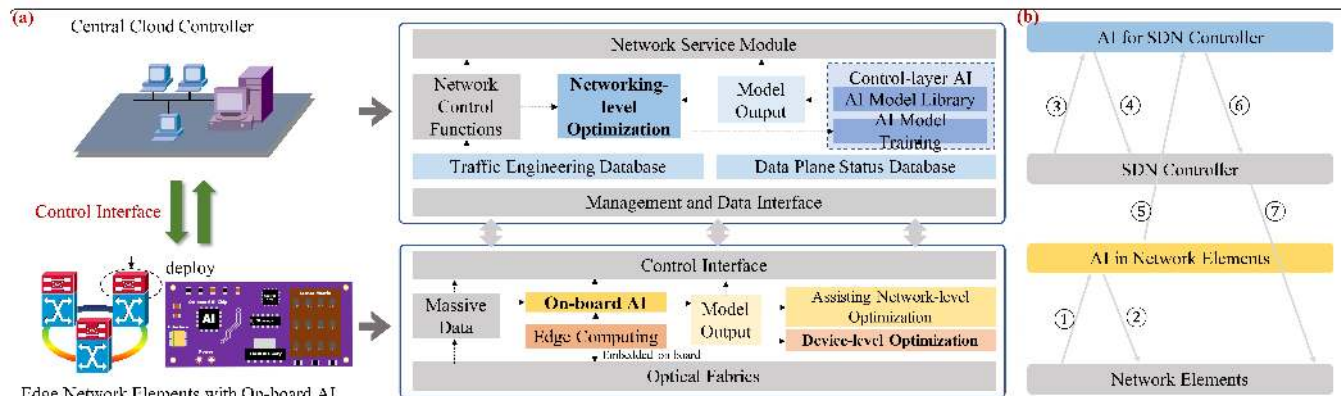 (a)
Central Cloud Controller
Control Interface
deploy
On-board AI Chip
AI
Edge Network Elements with On-board AI
Network Service Module
Network
Control
Functions
Networking-
level
Optimization
Model
Output
Control-layer AI
AI Model Library
AI Model
Training
Traffic Engineering Database
Data Plane Status Database
Management and Data Interface
Control Interface
Massive
Data
On-board AI
Edge Computing
Embedded on board
Model
Output
Assisting Network-level
Optimization
Device-level Optimization
Optical Fabrics
(b)
AI for SDN Controller
③
④
⑥
SDN Controller
⑤
⑦
AI in Network Elements
①
②
Network Elements